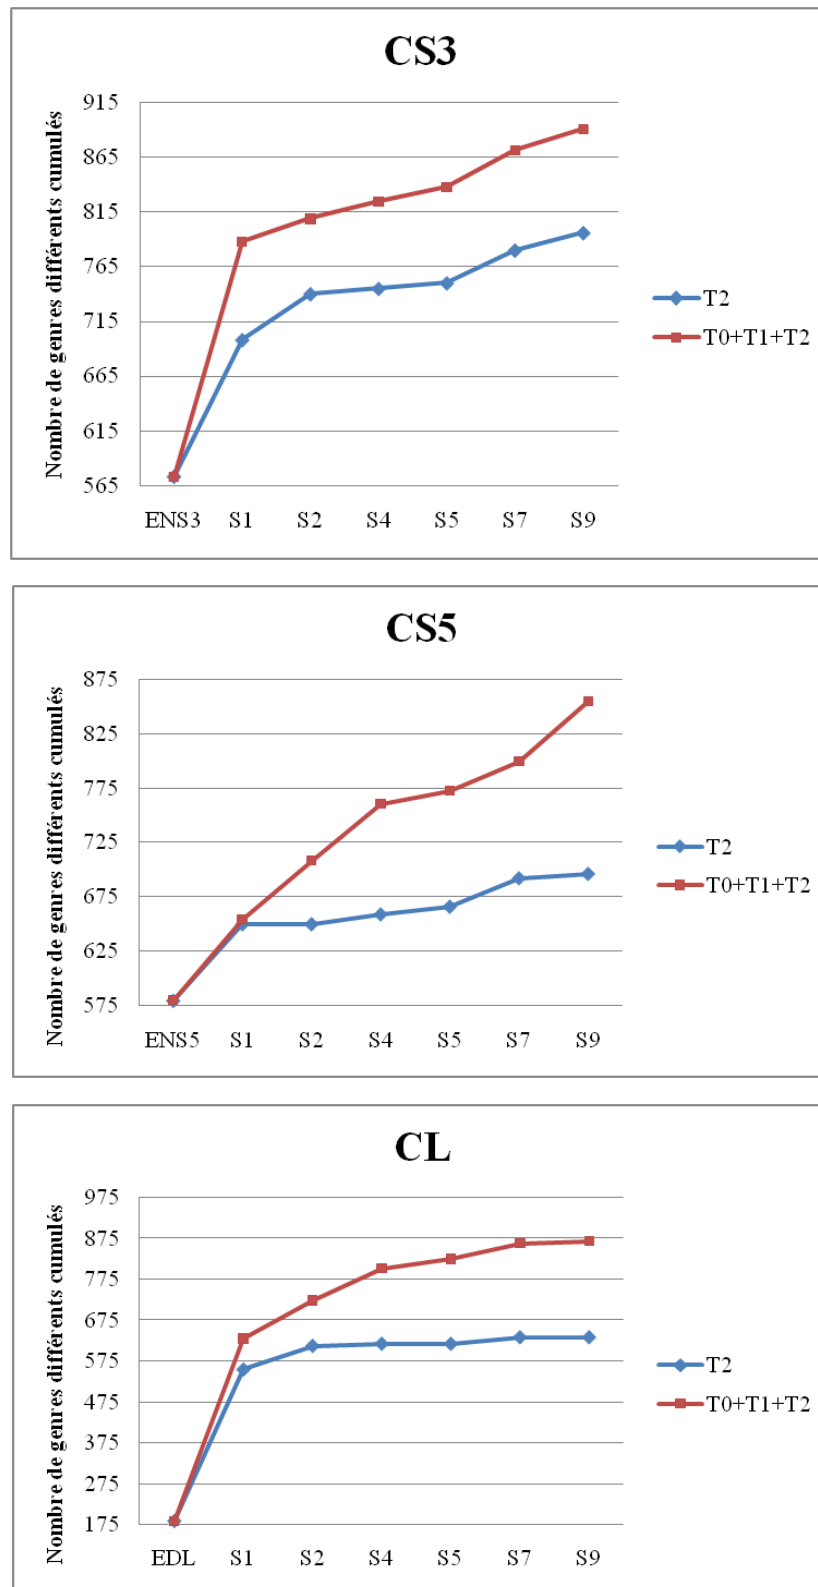 CS3
Nombre de genres différents cumulés
915
865
815
765
715
665
615
565
ENS3 S1 S2 S4 S5 S7 S9
T2
T0+T1+T2
CS5
Nombre de genres différents cumulés
875
825
775
725
675
625
575
ENS5 S1 S2 S4 S5 S7 S9
T2
T0+T1+T2
CL
Nombre de genres différents cumulés
975
875
775
675
575
475
375
275
175
EDL S1 S2 S4 S5 S7 S9
T2
T0+T1+T2